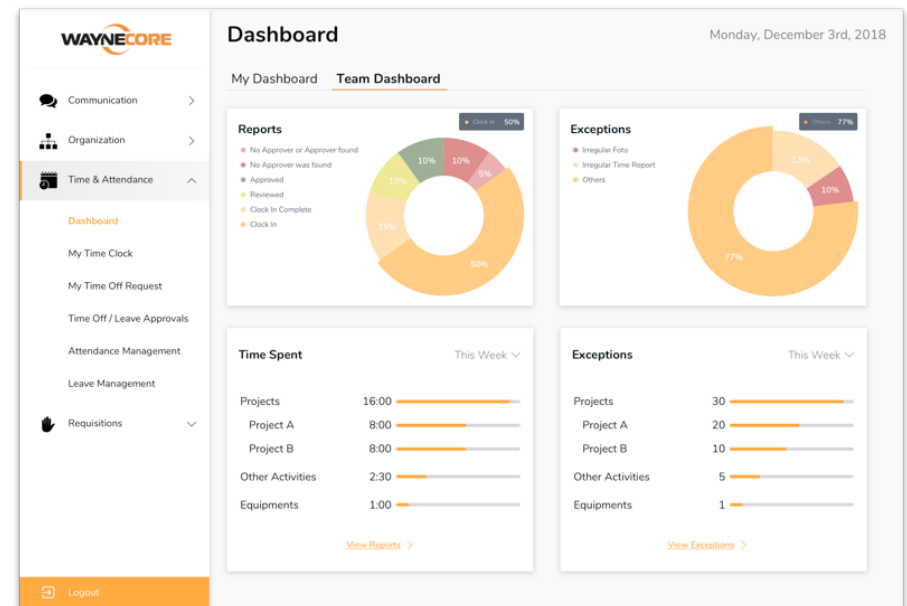 WAYNECORE
Communication
Organization
Time & Attendance
Dashboard
My Time Clock
My Time Off Request
Time Off / Leave Approvals
Attendance Management
Leave Management
Requisitions
Logout
Dashboard
Monday, December 3rd, 2018
My Dashboard Team Dashboard
Reports
Clock In 50%
No Approver or Approver found
No Approver was found
Approved
Reviewed
Clock In Complete
Clock In
10%
10%
5%
10%
15%
50%
Exceptions
Others 77%
Irregular Foto
Irregular Time Report
Others
13%
10%
77%
Time Spent This Week
Projects 16:00
Project A 8:00
Project B 8:00
Other Activities 2:30
Equipments 1:00
View Reports
Exceptions This Week
Projects 30
Project A 20
Project B 10
Other Activities 5
Equipments 1
View Exceptions